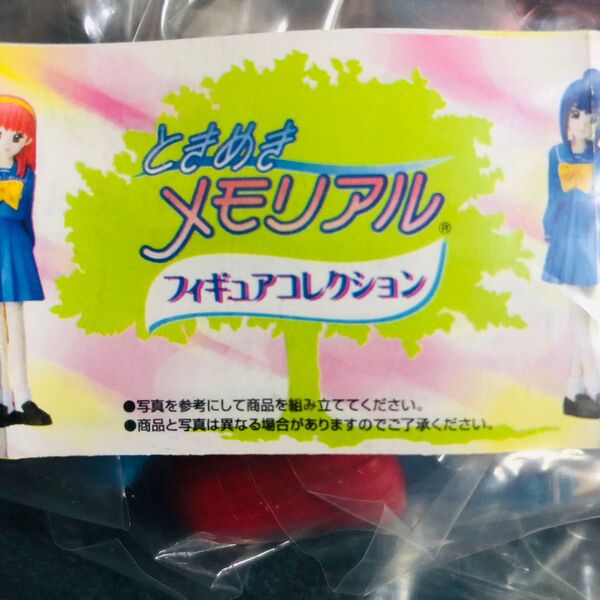 ときめき
メモリアル®
フィギュアコレクション
●写真を参考にして商品を組み立ててください。
●商品と写真は異なる場合がありますのでご了承ください。